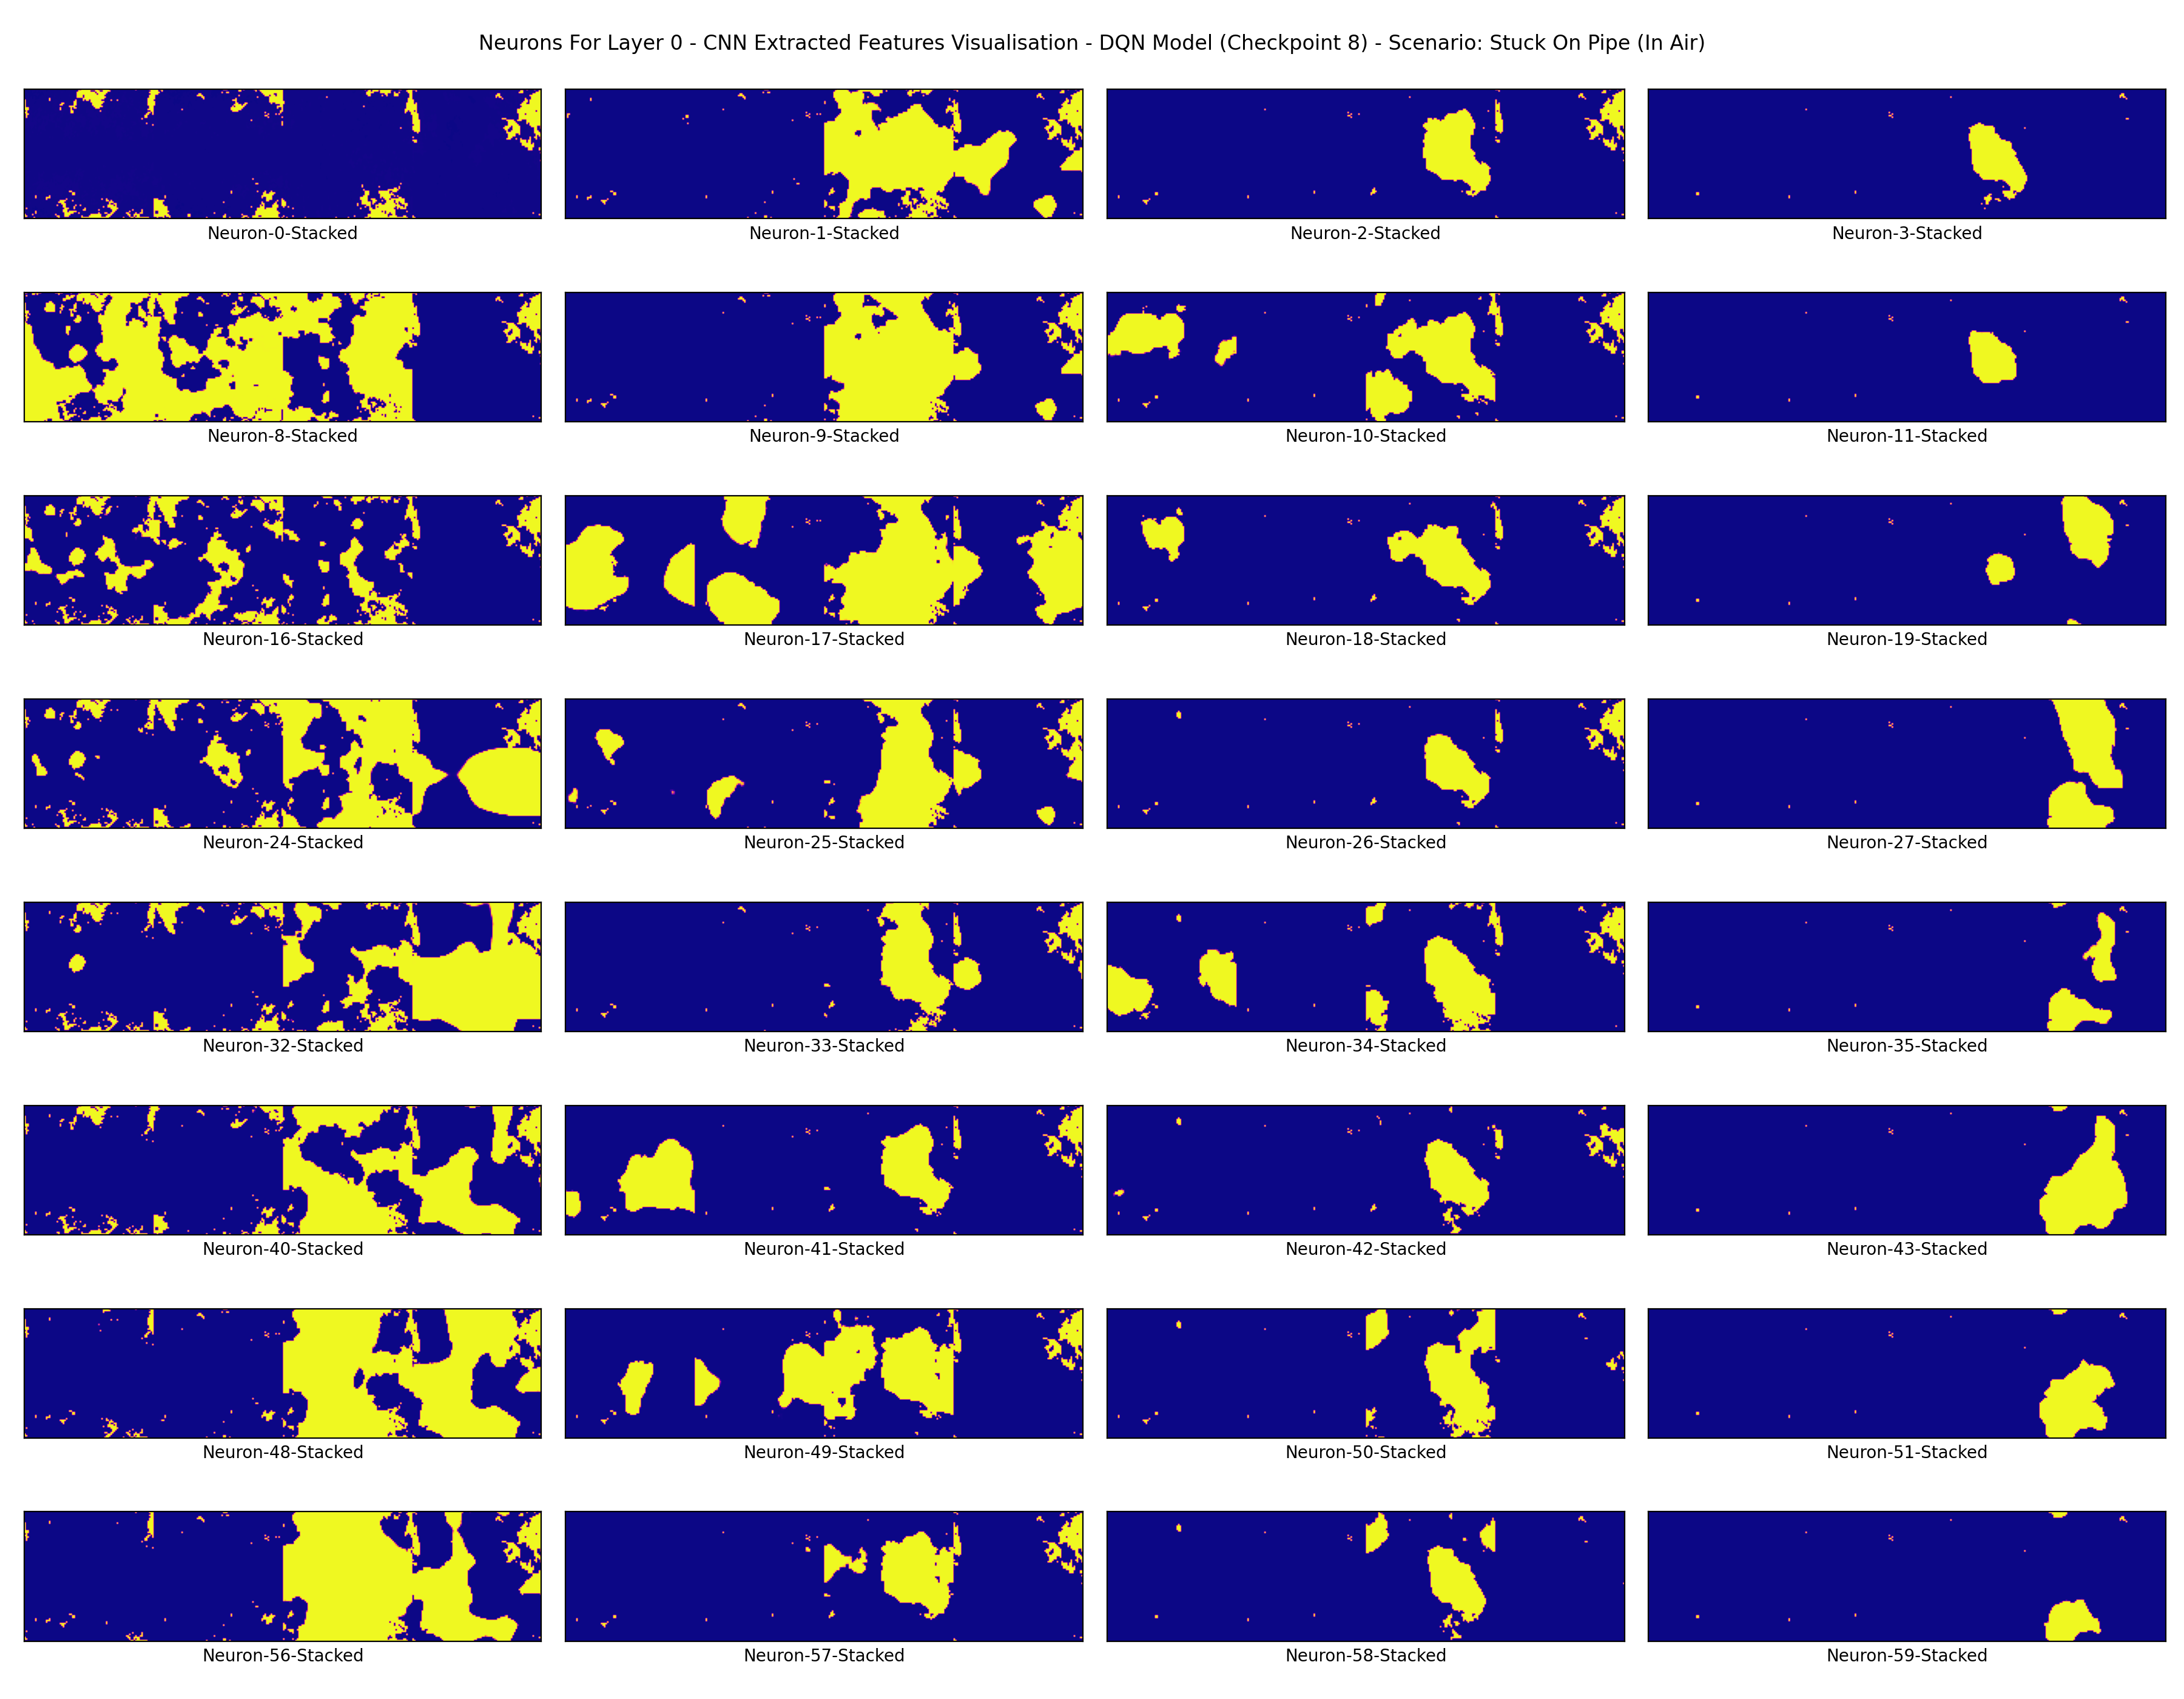 Neurons For Layer 0 - CNN Extracted Features Visualisation - DQN Model (Checkpoint 8) - Scenario: Stuck On Pipe (In Air)
Neuron-0-Stacked
Neuron-1-Stacked
Neuron-2-Stacked
Neuron-3-Stacked
Neuron-8-Stacked
Neuron-9-Stacked
Neuron-10-Stacked
Neuron-11-Stacked
Neuron-16-Stacked
Neuron-17-Stacked
Neuron-18-Stacked
Neuron-19-Stacked
Neuron-24-Stacked
Neuron-25-Stacked
Neuron-26-Stacked
Neuron-27-Stacked
Neuron-32-Stacked
Neuron-33-Stacked
Neuron-34-Stacked
Neuron-35-Stacked
Neuron-40-Stacked
Neuron-41-Stacked
Neuron-42-Stacked
Neuron-43-Stacked
Neuron-48-Stacked
Neuron-49-Stacked
Neuron-50-Stacked
Neuron-51-Stacked
Neuron-56-Stacked
Neuron-57-Stacked
Neuron-58-Stacked
Neuron-59-Stacked